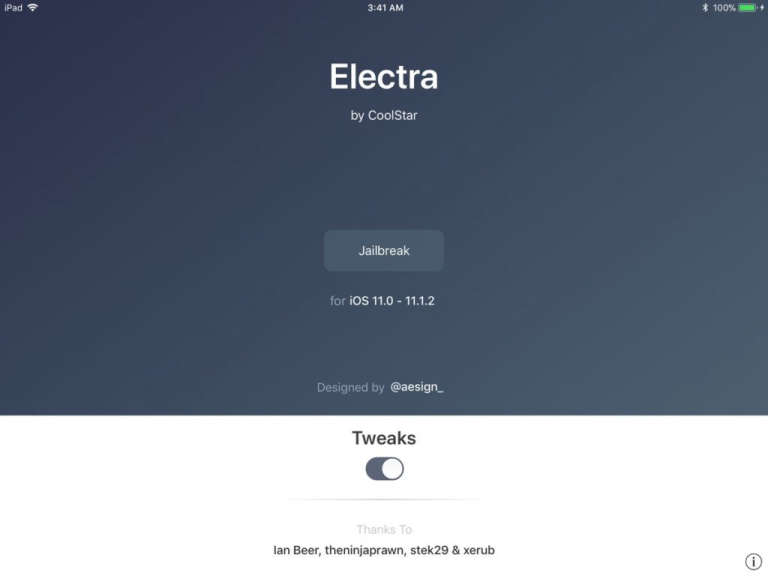 iPad 3:41 AM 100%
Electra
by CoolStar
Jailbreak
for iOS 11.0 - 11.1.2
Designed by @aesign_
Tweaks
Thanks To
Ian Beer, theninjaprawn, stek29 & xerub